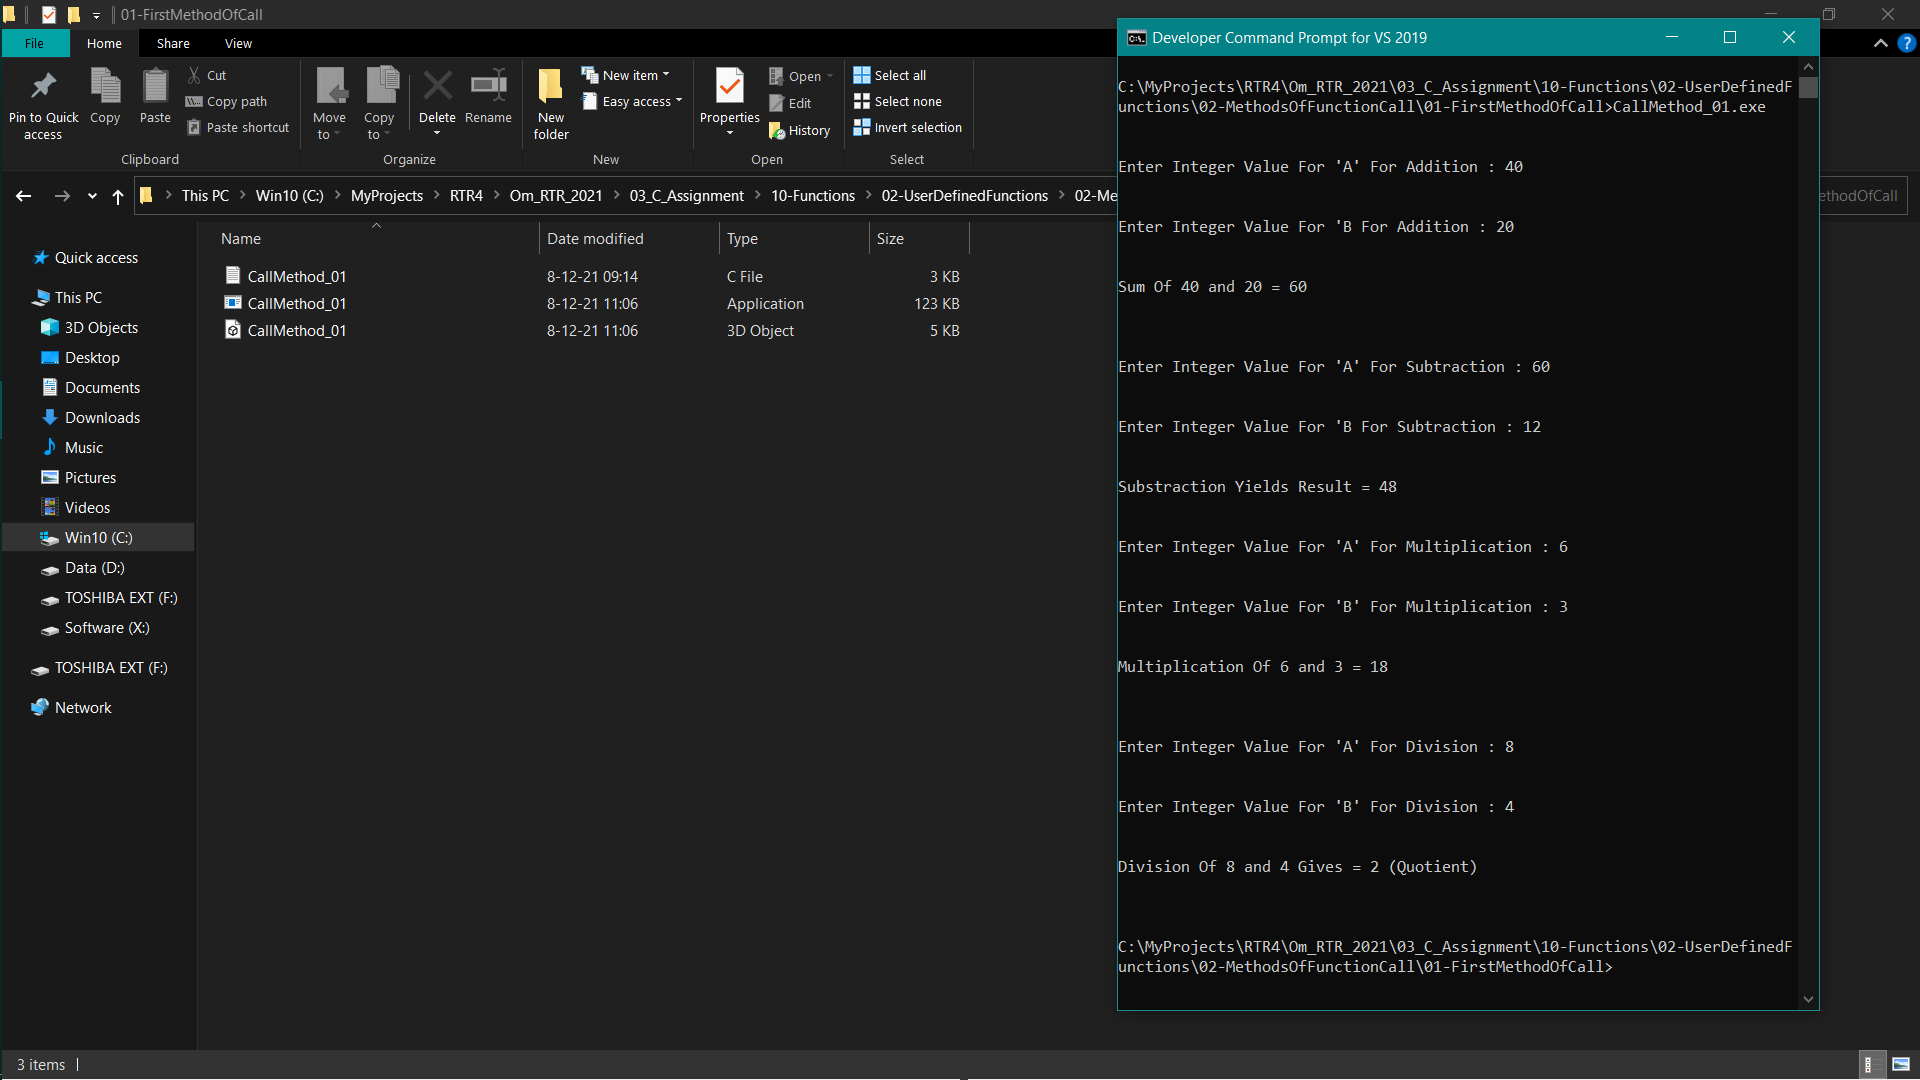 01-FirstMethodOfCall
File Home Share View
Pin to Quick access
Copy
Paste
Cut
Copy path
Paste shortcut
Clipboard
Move to
Copy to
Delete
Rename
Organize
New folder
New item
Easy access
New
Properties
Open
Edit
History
Open
Select all
Select none
Invert selection
Select
This PC > Win10 (C:) > MyProjects > RTR4 > Om_RTR_2021 > 03_C_Assignment > 10-Functions > 02-UserDefinedFunctions > 02-Me
ethodOfCall
Name Date modified Type Size
CallMethod_01 8-12-21 09:14 C File 3 KB
CallMethod_01 8-12-21 11:06 Application 123 KB
CallMethod_01 8-12-21 11:06 3D Object 5 KB
Quick access
This PC
3D Objects
Desktop
Documents
Downloads
Music
Pictures
Videos
Win10 (C:)
Data (D:)
TOSHIBA EXT (F:)
Software (X:)
TOSHIBA EXT (F:)
Network
3 items
Developer Command Prompt for VS 2019
C:\MyProjects\RTR4\Om_RTR_2021\03_C_Assignment\10-Functions\02-UserDefinedF
unctions\02-MethodsOfFunctionCall\01-FirstMethodOfCall>CallMethod_01.exe
Enter Integer Value For 'A' For Addition : 40
Enter Integer Value For 'B For Addition : 20
Sum Of 40 and 20 = 60
Enter Integer Value For 'A' For Subtraction : 60
Enter Integer Value For 'B For Subtraction : 12
Substraction Yields Result = 48
Enter Integer Value For 'A' For Multiplication : 6
Enter Integer Value For 'B' For Multiplication : 3
Multiplication Of 6 and 3 = 18
Enter Integer Value For 'A' For Division : 8
Enter Integer Value For 'B' For Division : 4
Division Of 8 and 4 Gives = 2 (Quotient)
C:\MyProjects\RTR4\Om_RTR_2021\03_C_Assignment\10-Functions\02-UserDefinedF
unctions\02-MethodsOfFunctionCall\01-FirstMethodOfCall>